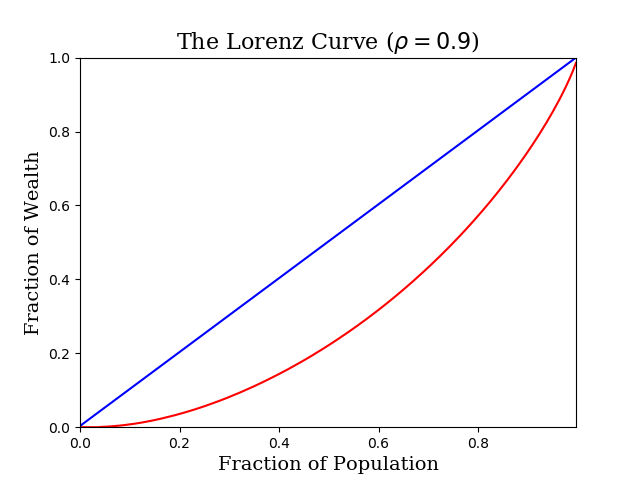 The Lorenz Curve (ρ = 0.9)
1.0
0.8
0.6
0.4
0.2
0.0
Fraction of Wealth
0.0 0.2 0.4 0.6 0.8
Fraction of Population